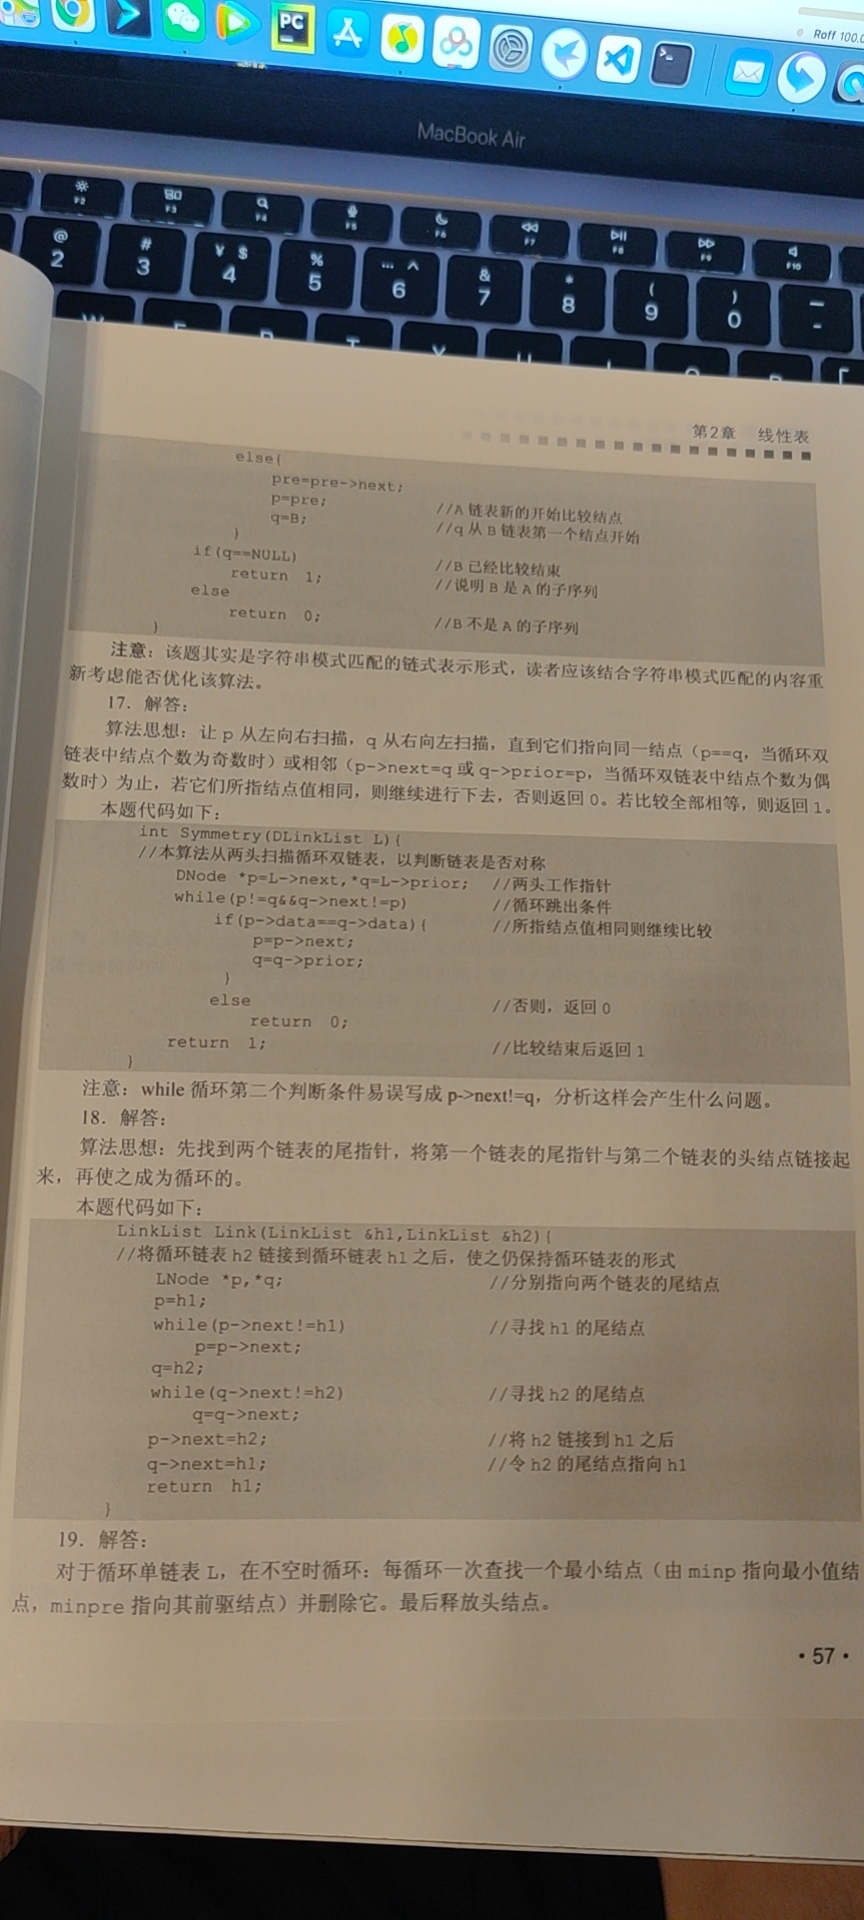 Roff 100.0
PC
MacBook Air
F2
F3
F4
F5
F6
F7
F8
F9
F10
@ 2
# 3
¥ $ 4
% 5
… ^ 6
& 7
* 8
( 9
) 0
第2章 线性表
else{
pre=pre->next;
p=pre; //A 链表新的开始比较结点
q=B; //q 从 B 链表第一个结点开始
}
if(q==NULL) //B 已经比较结束
return 1; //说明 B 是 A 的子序列
else
return 0; //B 不是 A 的子序列
}
注意：该题其实是字符串模式匹配的链式表示形式，读者应该结合字符串模式匹配的内容重
新考虑能否优化该算法。
17．解答：
算法思想：让 p 从左向右扫描，q 从右向左扫描，直到它们指向同一结点（p==q，当循环双
链表中结点个数为奇数时）或相邻（p->next=q 或 q->prior=p，当循环双链表中结点个数为偶
数时）为止，若它们所指结点值相同，则继续进行下去，否则返回 0。若比较全部相等，则返回 1。
本题代码如下：
int Symmetry(DLinkList L){
//本算法从两头扫描循环双链表，以判断链表是否对称
DNode *p=L->next,*q=L->prior; //两头工作指针
while(p!=q&&q->next!=p) //循环跳出条件
if(p->data==q->data){ //所指结点值相同则继续比较
p=p->next;
q=q->prior;
}
else //否则，返回 0
return 0;
return 1; //比较结束后返回 1
}
注意：while 循环第二个判断条件易误写成 p->next!=q，分析这样会产生什么问题。
18．解答：
算法思想：先找到两个链表的尾指针，将第一个链表的尾指针与第二个链表的头结点链接起
来，再使之成为循环的。
本题代码如下：
LinkList Link(LinkList &h1,LinkList &h2){
//将循环链表 h2 链接到循环链表 h1 之后，使之仍保持循环链表的形式
LNode *p,*q; //分别指向两个链表的尾结点
p=h1;
while(p->next!=h1) //寻找 h1 的尾结点
p=p->next;
q=h2;
while(q->next!=h2) //寻找 h2 的尾结点
q=q->next;
p->next=h2; //将 h2 链接到 h1 之后
q->next=h1; //令 h2 的尾结点指向 h1
return h1;
}
19．解答：
对于循环单链表 L，在不空时循环：每循环一次查找一个最小结点（由 minp 指向最小值结
点，minpre 指向其前驱结点）并删除它。最后释放头结点。
·57·